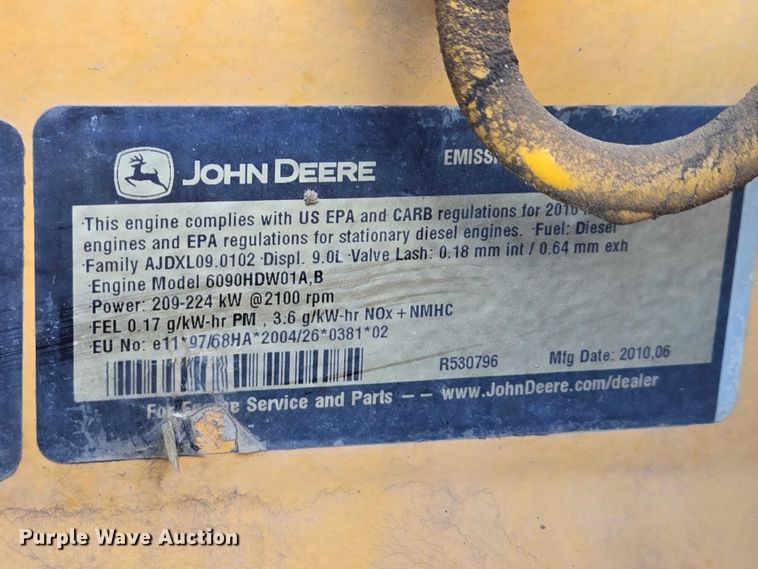 JOHN DEERE
·This engine complies with US EPA and CARB regulations for 2010
engines and EPA regulations for stationary diesel engines. ·Fuel: Diesel
·Family AJDXL09.0102 ·Displ. 9.0L ·Valve Lash: 0.18 mm int / 0.64 mm exh
·Engine Model 6090HDW01A,B
·Power: 209-224 kW @2100 rpm
·FEL 0.17 g/kW-hr PM , 3.6 g/kW-hr NOx + NMHC
·EU No: e11*97/68HA*2004/26*0381*02
R530796 Mfg Date: 2010,06
For Engine Service and Parts — — www.JohnDeere.com/dealer
Purple Wave Auction